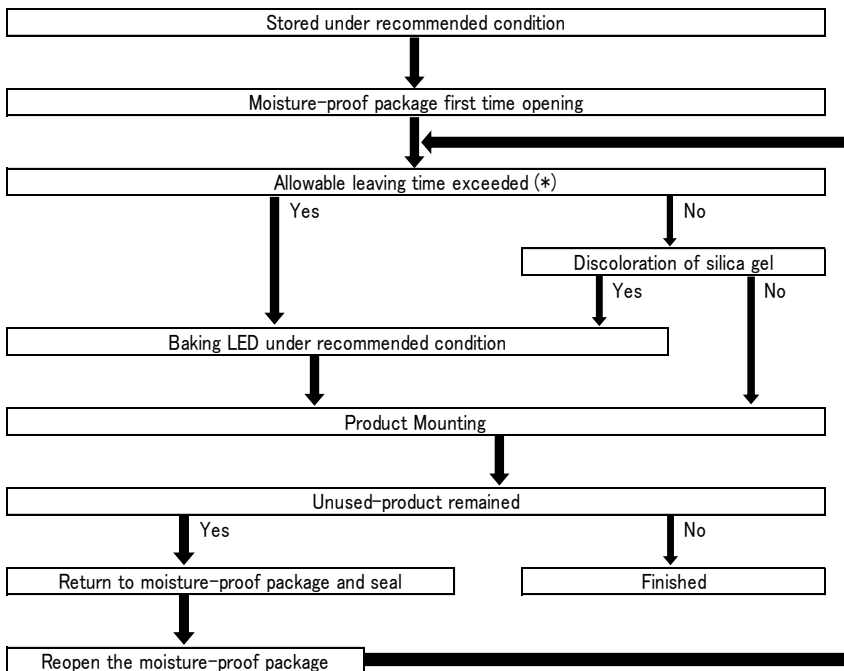 Stored under recommended condition
Moisture-proof package first time opening
Allowable leaving time exceeded (*)
Yes
No
Discoloration of silica gel
Yes
No
Baking LED under recommended condition
Product Mounting
Unused-product remained
Yes
No
Return to moisture-proof package and seal
Finished
Reopen the moisture-proof package